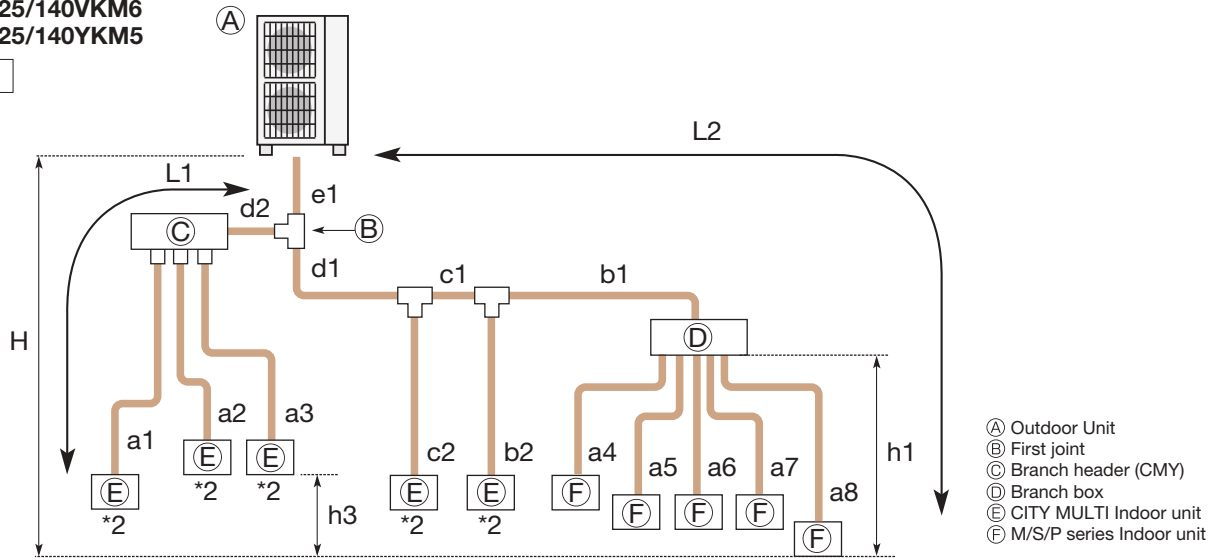 25/140VKM6
25/140YKM5
Ⓐ
L2
L1
e1
d2
Ⓒ
Ⓑ
d1
c1
b1
H
Ⓓ
a1
a2
a3
c2
b2
a4
a5
a6
a7
a8
h1
Ⓔ
*2
Ⓔ
*2
Ⓔ
*2
h3
Ⓔ
*2
Ⓔ
*2
Ⓕ
Ⓕ
Ⓕ
Ⓕ
Ⓕ
Ⓐ Outdoor Unit
Ⓑ First joint
Ⓒ Branch header (CMY)
Ⓓ Branch box
Ⓔ CITY MULTI Indoor unit
Ⓕ M/S/P series Indoor unit